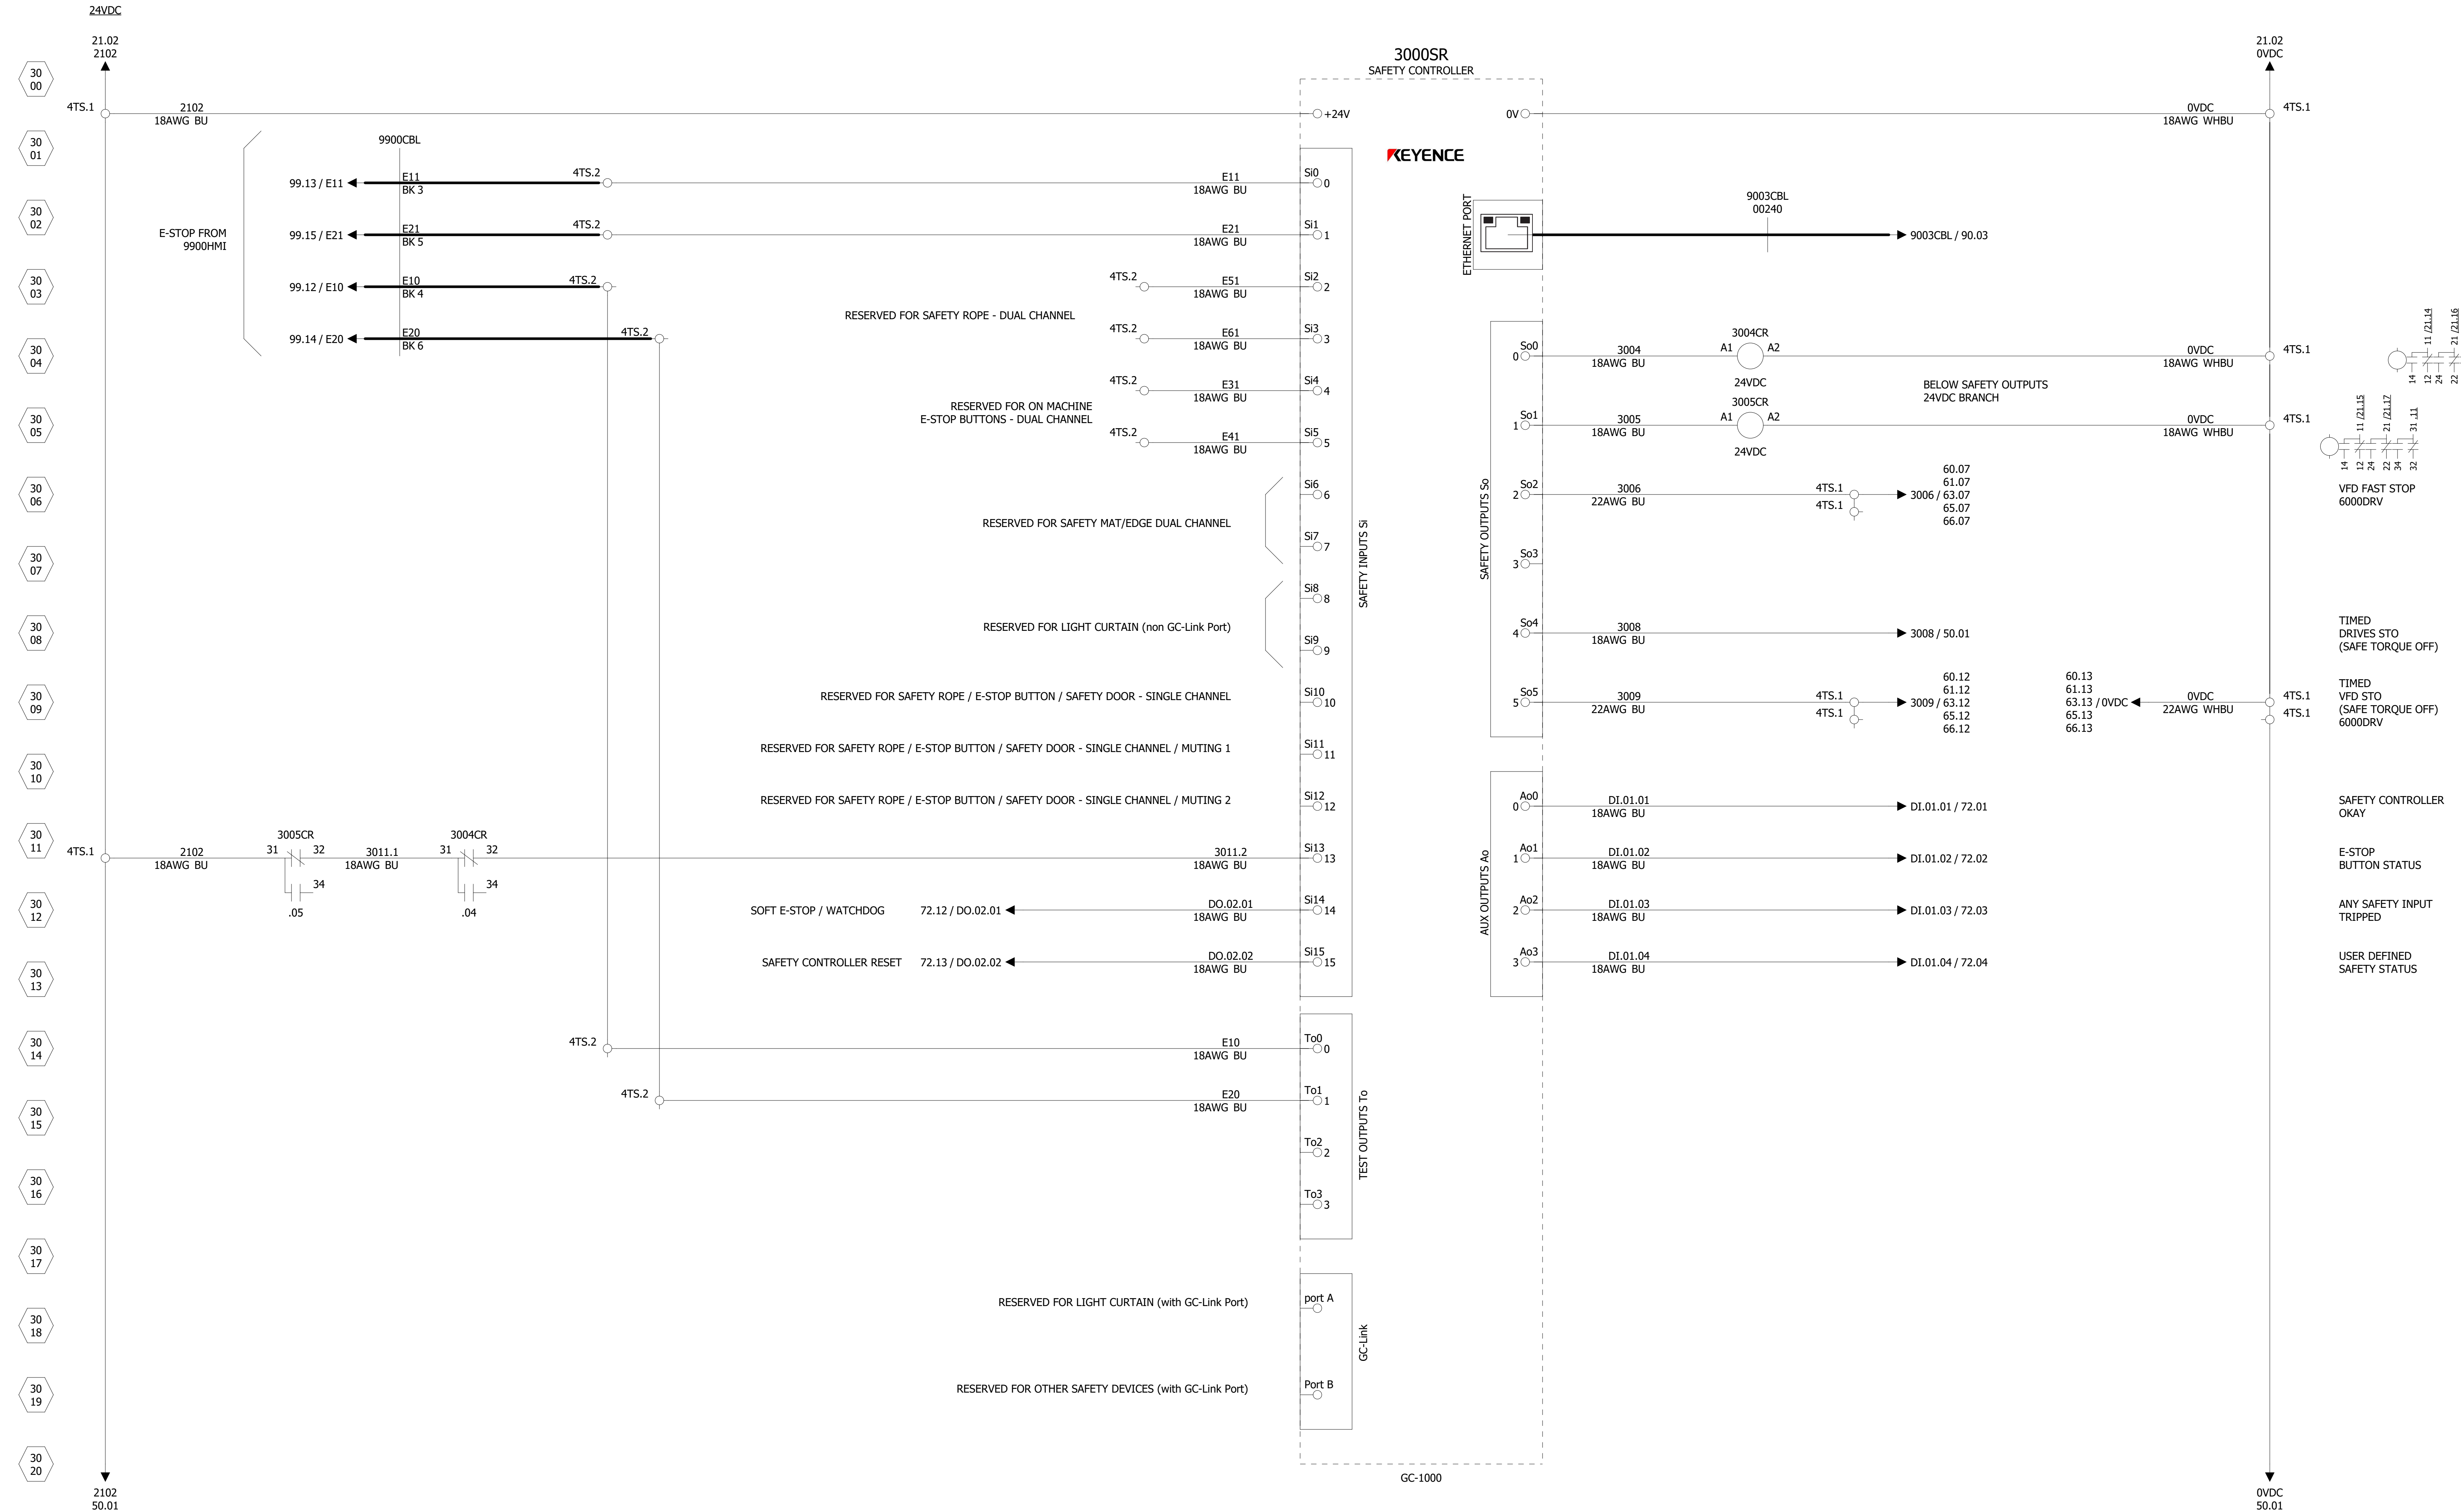 24VDC
21.02
2102
21.02
0VDC
3000SR
SAFETY CONTROLLER
30
00
4TS.1
2102
18AWG BU
+24V
0V
0VDC
18AWG WHBU
4TS.1
30
01
9900CBL
KEYENCE
99.13 / E11
E11
BK 3
4TS.2
E11
18AWG BU
Si0
0
30
02
E-STOP FROM
9900HMI
99.15 / E21
E21
BK 5
4TS.2
E21
18AWG BU
Si1
1
ETHERNET PORT
9003CBL
00240
9003CBL / 90.03
30
03
99.12 / E10
E10
BK 4
4TS.2
4TS.2
E51
18AWG BU
Si2
2
RESERVED FOR SAFETY ROPE - DUAL CHANNEL
99.14 / E20
E20
BK 6
4TS.2
4TS.2
E61
18AWG BU
Si3
3
30
04
So0
0
3004
18AWG BU
3004CR
A1
A2
24VDC
0VDC
18AWG WHBU
4TS.1
11 /21.14
21 /21.16
14
12
24
22
4TS.2
E31
18AWG BU
Si4
4
RESERVED FOR ON MACHINE
E-STOP BUTTONS - DUAL CHANNEL
BELOW SAFETY OUTPUTS
24VDC BRANCH
30
05
4TS.2
E41
18AWG BU
Si5
5
So1
1
3005
18AWG BU
3005CR
A1
A2
24VDC
0VDC
18AWG WHBU
4TS.1
11 /21.15
21 /21.17
31 .11
14
12
24
22
34
32
30
06
Si6
6
RESERVED FOR SAFETY MAT/EDGE DUAL CHANNEL
Si7
7
SAFETY INPUTS Si
SAFETY OUTPUTS So
So2
2
3006
22AWG BU
4TS.1
4TS.1
60.07
61.07
3006 / 63.07
65.07
66.07
VFD FAST STOP
6000DRV
30
07
So3
3
Si8
8
30
08
RESERVED FOR LIGHT CURTAIN (non GC-Link Port)
Si9
9
So4
4
3008
18AWG BU
3008 / 50.01
TIMED
DRIVES STO
(SAFE TORQUE OFF)
30
09
RESERVED FOR SAFETY ROPE / E-STOP BUTTON / SAFETY DOOR - SINGLE CHANNEL
Si10
10
So5
5
3009
22AWG BU
4TS.1
4TS.1
60.12
61.12
3009 / 63.12
65.12
66.12
60.13
61.13
63.13 / 0VDC
65.13
66.13
0VDC
22AWG WHBU
4TS.1
4TS.1
TIMED
VFD STO
(SAFE TORQUE OFF)
6000DRV
30
10
RESERVED FOR SAFETY ROPE / E-STOP BUTTON / SAFETY DOOR - SINGLE CHANNEL / MUTING 1
Si11
11
RESERVED FOR SAFETY ROPE / E-STOP BUTTON / SAFETY DOOR - SINGLE CHANNEL / MUTING 2
Si12
12
Ao0
0
DI.01.01
18AWG BU
DI.01.01 / 72.01
SAFETY CONTROLLER
OKAY
30
11
4TS.1
2102
18AWG BU
3005CR
31
32
34
.05
3011.1
18AWG BU
3004CR
31
32
34
.04
3011.2
18AWG BU
Si13
13
AUX OUTPUTS Ao
Ao1
1
DI.01.02
18AWG BU
DI.01.02 / 72.02
E-STOP
BUTTON STATUS
30
12
SOFT E-STOP / WATCHDOG
72.12 / DO.02.01
DO.02.01
18AWG BU
Si14
14
Ao2
2
DI.01.03
18AWG BU
DI.01.03 / 72.03
ANY SAFETY INPUT
TRIPPED
30
13
SAFETY CONTROLLER RESET
72.13 / DO.02.02
DO.02.02
18AWG BU
Si15
15
Ao3
3
DI.01.04
18AWG BU
DI.01.04 / 72.04
USER DEFINED
SAFETY STATUS
30
14
4TS.2
E10
18AWG BU
To0
0
30
15
4TS.2
E20
18AWG BU
To1
1
TEST OUTPUTS To
To2
2
30
16
To3
3
30
17
30
18
RESERVED FOR LIGHT CURTAIN (with GC-Link Port)
port A
GC-Link
30
19
RESERVED FOR OTHER SAFETY DEVICES (with GC-Link Port)
Port B
30
20
GC-1000
2102
50.01
0VDC
50.01